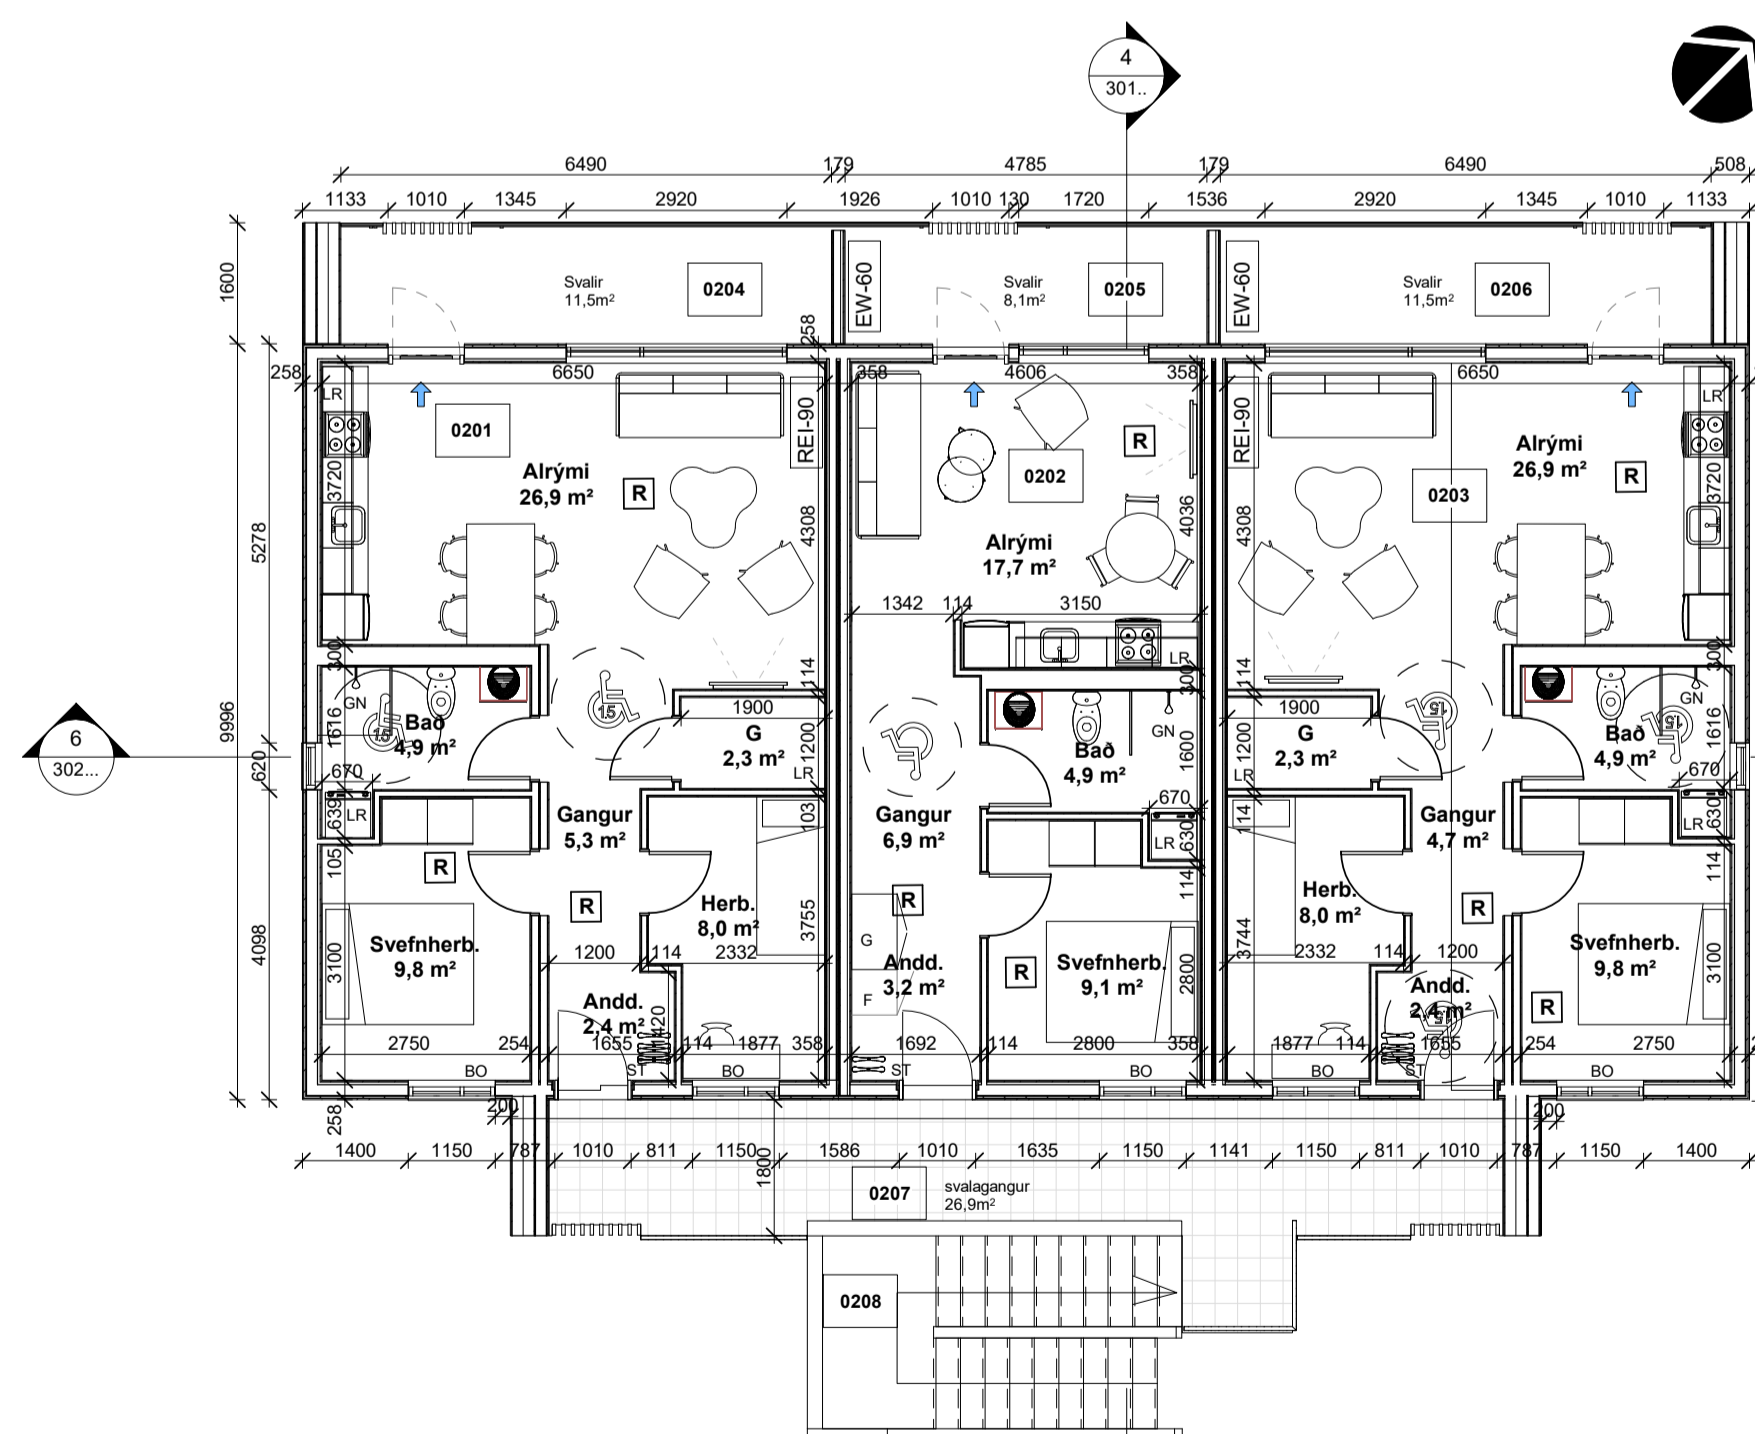 4
301..
6490
179
4785
179
6490
508
1133
1010
1345
2920
1926
1010
130
1720
1536
2920
1345
1010
1133
1600
Svalir
11,5m²
0204
EW-60
Svalir
8,1m²
0205
EW-60
Svalir
11,5m²
0206
258
258
6650
358
4606
358
6650
LR
0201
REI-90
REI-90
LR
R
0202
Alrými
26,9 m²
R
3720
4308
4036
4308
0203
Alrými
26,9 m²
R
3720
Alrými
17,7 m²
5278
9996
620
4098
1342
114
3150
LR
300
114
300
114
300
6
302...
GN
1616
15
Bað
4,9 m²
15
1900
G
2,3 m²
1200
LR
GN
Bað
4,9 m²
1600
1900
G
2,3 m²
1200
LR
15
GN
Bað
4,9 m²
15
1616
670
639
LR
105
Gangur
5,3 m²
103
Gangur
6,9 m²
670
LR
630
114
114
Gangur
4,7 m²
670
LR
630
114
R
R
Herb.
8,0 m²
3755
R
G
F
Andd.
3,2 m²
R
Svefnherb.
9,1 m²
2800
Herb.
8,0 m²
3744
R
Svefnherb.
9,8 m²
3100
R
Svefnherb.
9,8 m²
3100
1200
114
2332
2332
114
1200
Andd.
2,4 m²
1420
Andd.
2,4 m²
15
2750
254
1655
114
1877
358
1692
114
2800
358
1877
114
1655
254
2750
BO
ST
BO
ST
BO
BO
ST
BO
258
200
200
1400
1150
787
1010
811
1150
1586
1010
1635
1150
1141
1150
811
1010
787
1150
1400
1800
0207
svalagangur
26,9m²
0208